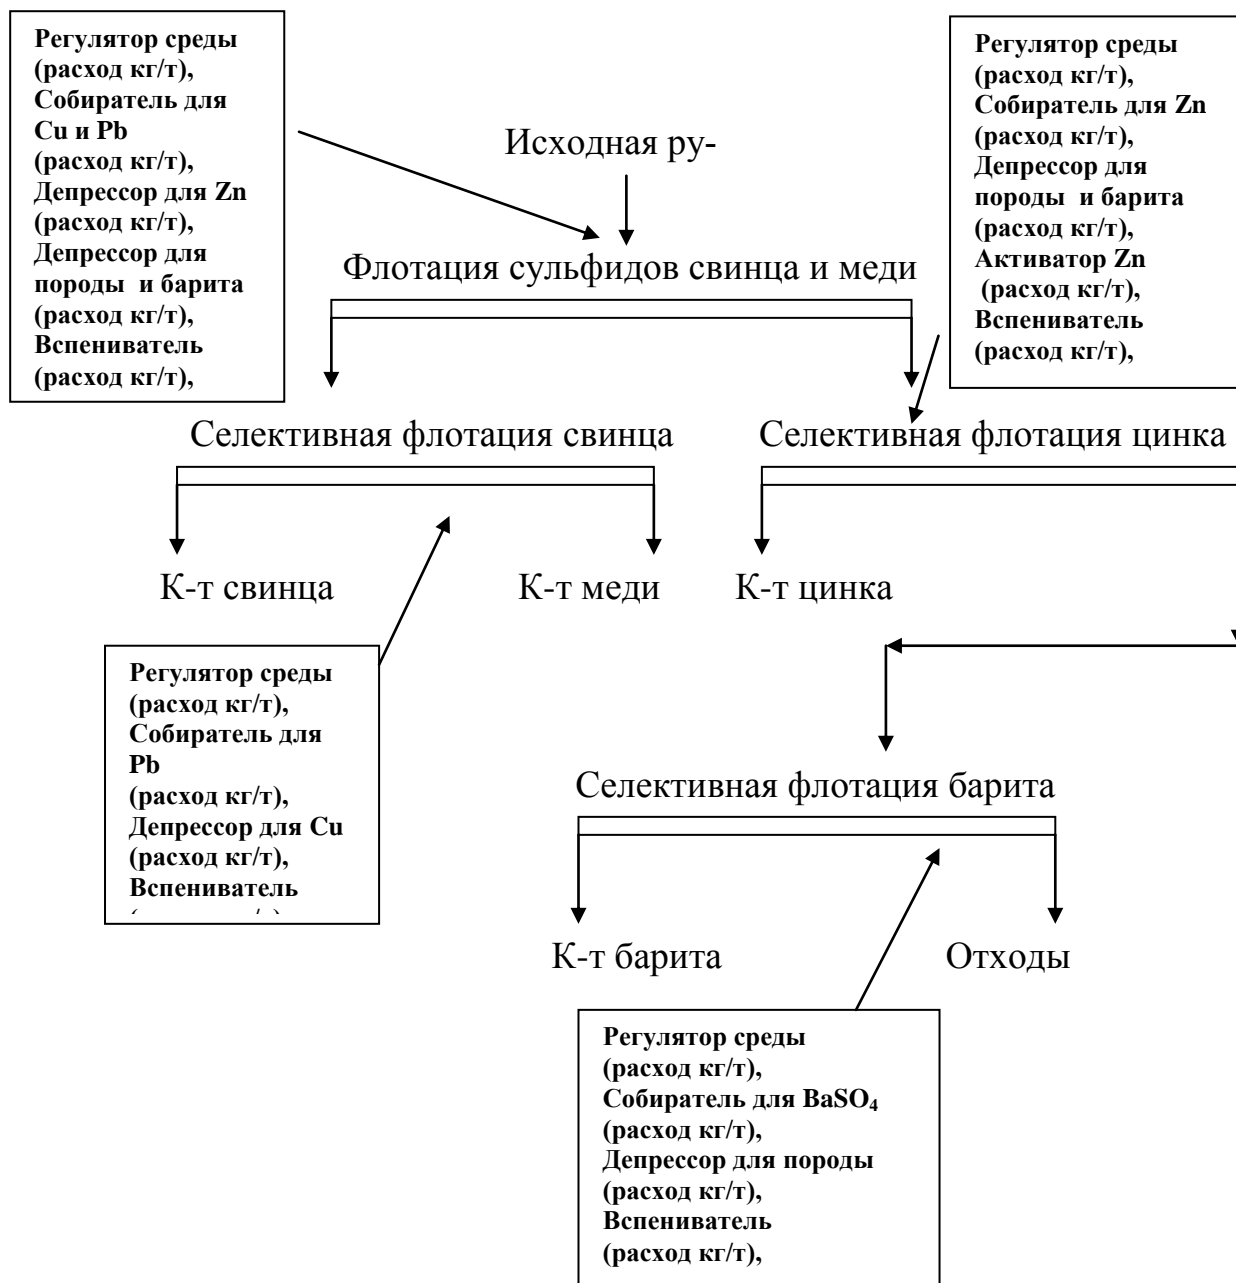 Регулятор среды
(расход кг/т),
Собиратель для
Cu и Pb
(расход кг/т),
Депрессор для Zn
(расход кг/т),
Депрессор для
породы и барита
(расход кг/т),
Вспениватель
(расход кг/т),
Исходная ру-
Регулятор среды
(расход кг/т),
Собиратель для Zn
(расход кг/т),
Депрессор для
породы и барита
(расход кг/т),
Активатор Zn
(расход кг/т),
Вспениватель
(расход кг/т),
Флотация сульфидов свинца и меди
Селективная флотация свинца
Селективная флотация цинка
К-т свинца
К-т меди
К-т цинка
Регулятор среды
(расход кг/т),
Собиратель для
Pb
(расход кг/т),
Депрессор для Cu
(расход кг/т),
Вспениватель
Селективная флотация барита
К-т барита
Отходы
Регулятор среды
(расход кг/т),
Собиратель для BaSO₄
(расход кг/т),
Депрессор для породы
(расход кг/т),
Вспениватель
(расход кг/т),